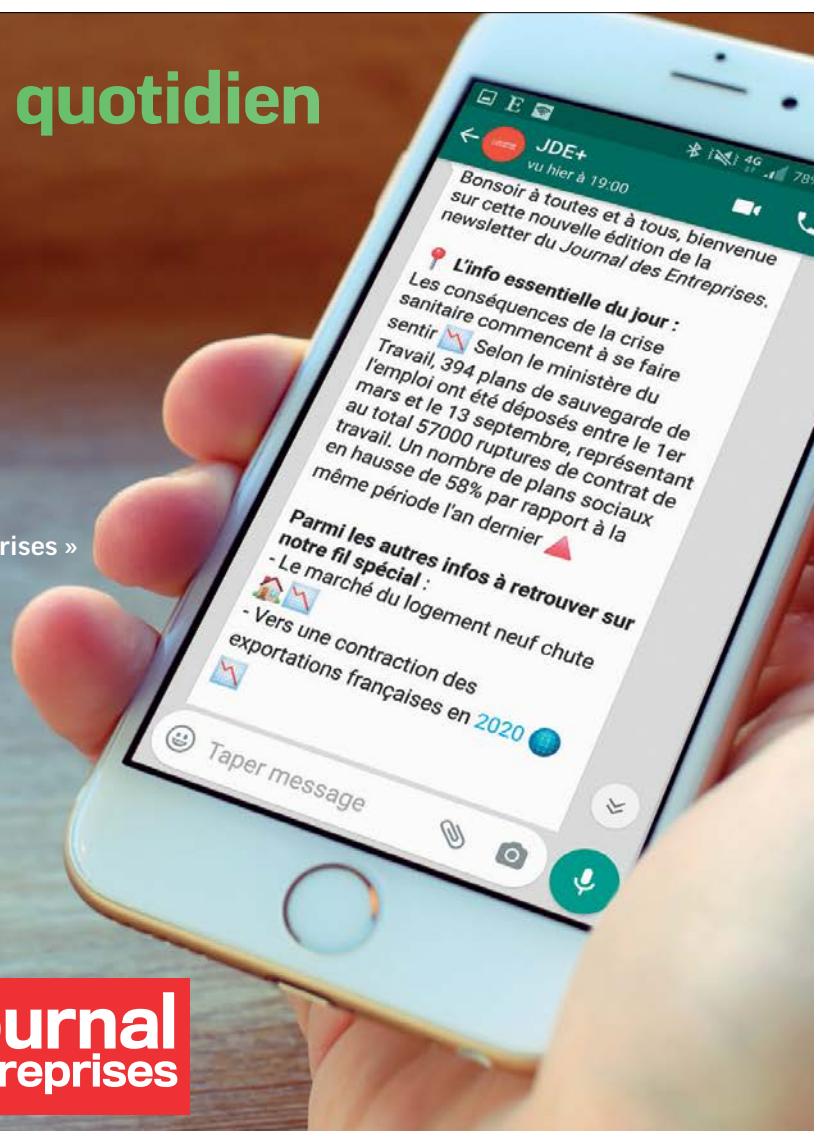 quotidien
E
4G
78%
JDE+
vu hier à 19:00
Bonsoir à toutes et à tous, bienvenue
sur cette nouvelle édition de la
newsletter du Journal des Entreprises.
📍 L'info essentielle du jour :
Les conséquences de la crise
sanitaire commencent à se faire
sentir 📉 Selon le ministère du
Travail, 394 plans de sauvegarde de
l'emploi ont été déposés entre le 1er
mars et le 13 septembre, représentant
au total 57000 ruptures de contrat de
travail. Un nombre de plans sociaux
en hausse de 58% par rapport à la
même période l'an dernier 🔺
Parmi les autres infos à retrouver sur
notre fil spécial :
- Le marché du logement neuf chute
🏠📉
- Vers une contraction des
exportations françaises en 2020 🌐
📉
Taper message
rises »
ournal
reprises